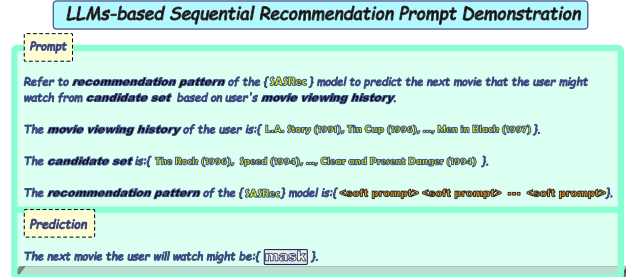 LLMs-based Sequential Recommendation Prompt Demonstration
Prompt
Refer to recommendation pattern of the {SASRec} model to predict the next movie that the user might
watch from candidate set based on user's movie viewing history.
The movie viewing history of the user is:{ L.A. Story (1991), Tin Cup (1996), ..., Men in Black (1997) }.
The candidate set is:{ The Rock (1996), Speed (1994), ..., Clear and Present Danger (1994) }.
The recommendation pattern of the {SASRec} model is:{ <soft prompt> <soft prompt> ··· <soft prompt>}.
Prediction
The next movie the user will watch might be:{ mask }.